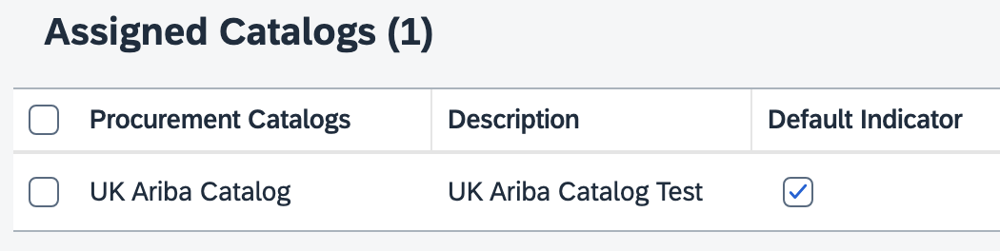 Assigned Catalogs (1)
Procurement Catalogs Description Default Indicator
UK Ariba Catalog UK Ariba Catalog Test